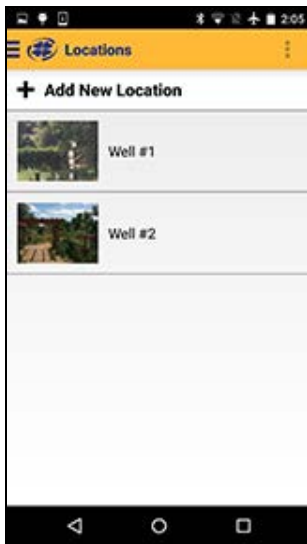 2:05
Locations
+ Add New Location
Well #1
Well #2